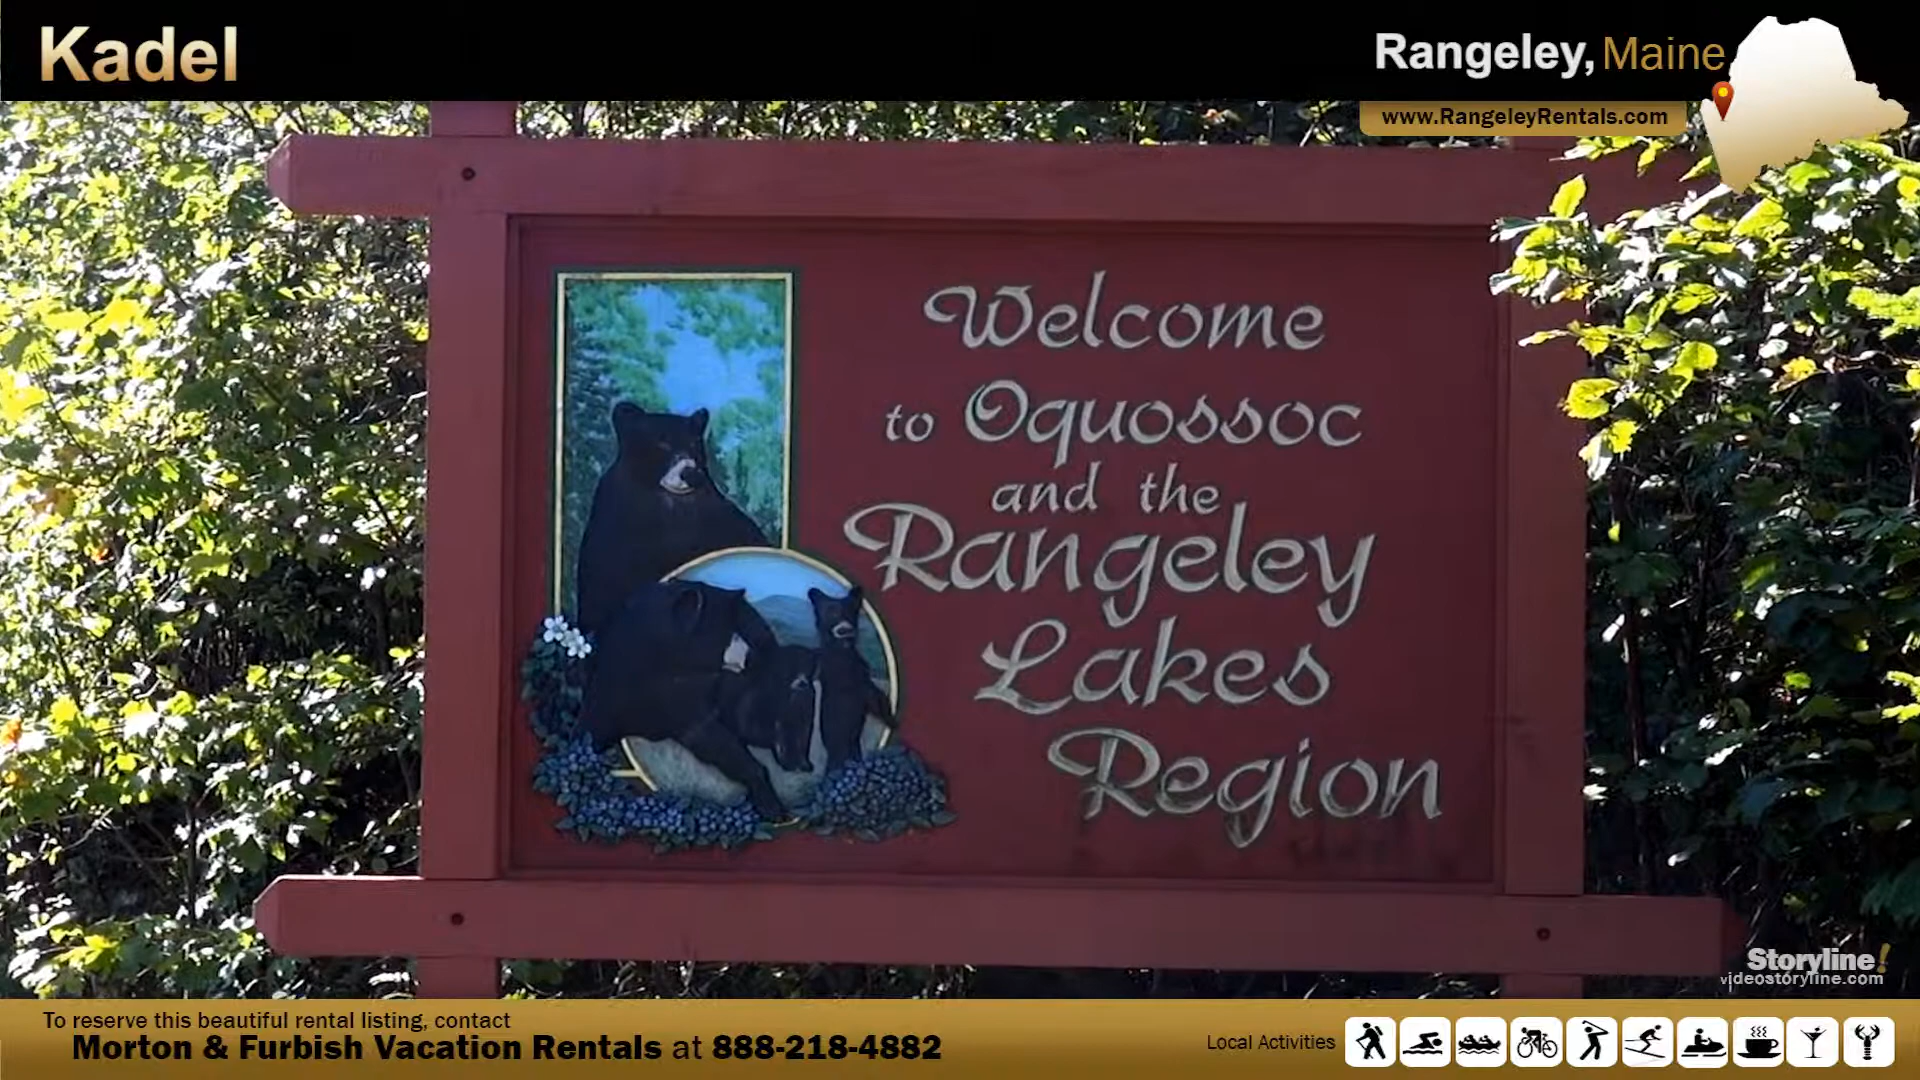 Kadel
Rangeley, Maine
www.RangeleyRentals.com
Welcome
to Oquossoc
and the
Rangeley
Lakes
Region
Storyline!
videostoryline.com
To reserve this beautiful rental listing, contact
Morton & Furbish Vacation Rentals at 888-218-4882
Local Activities